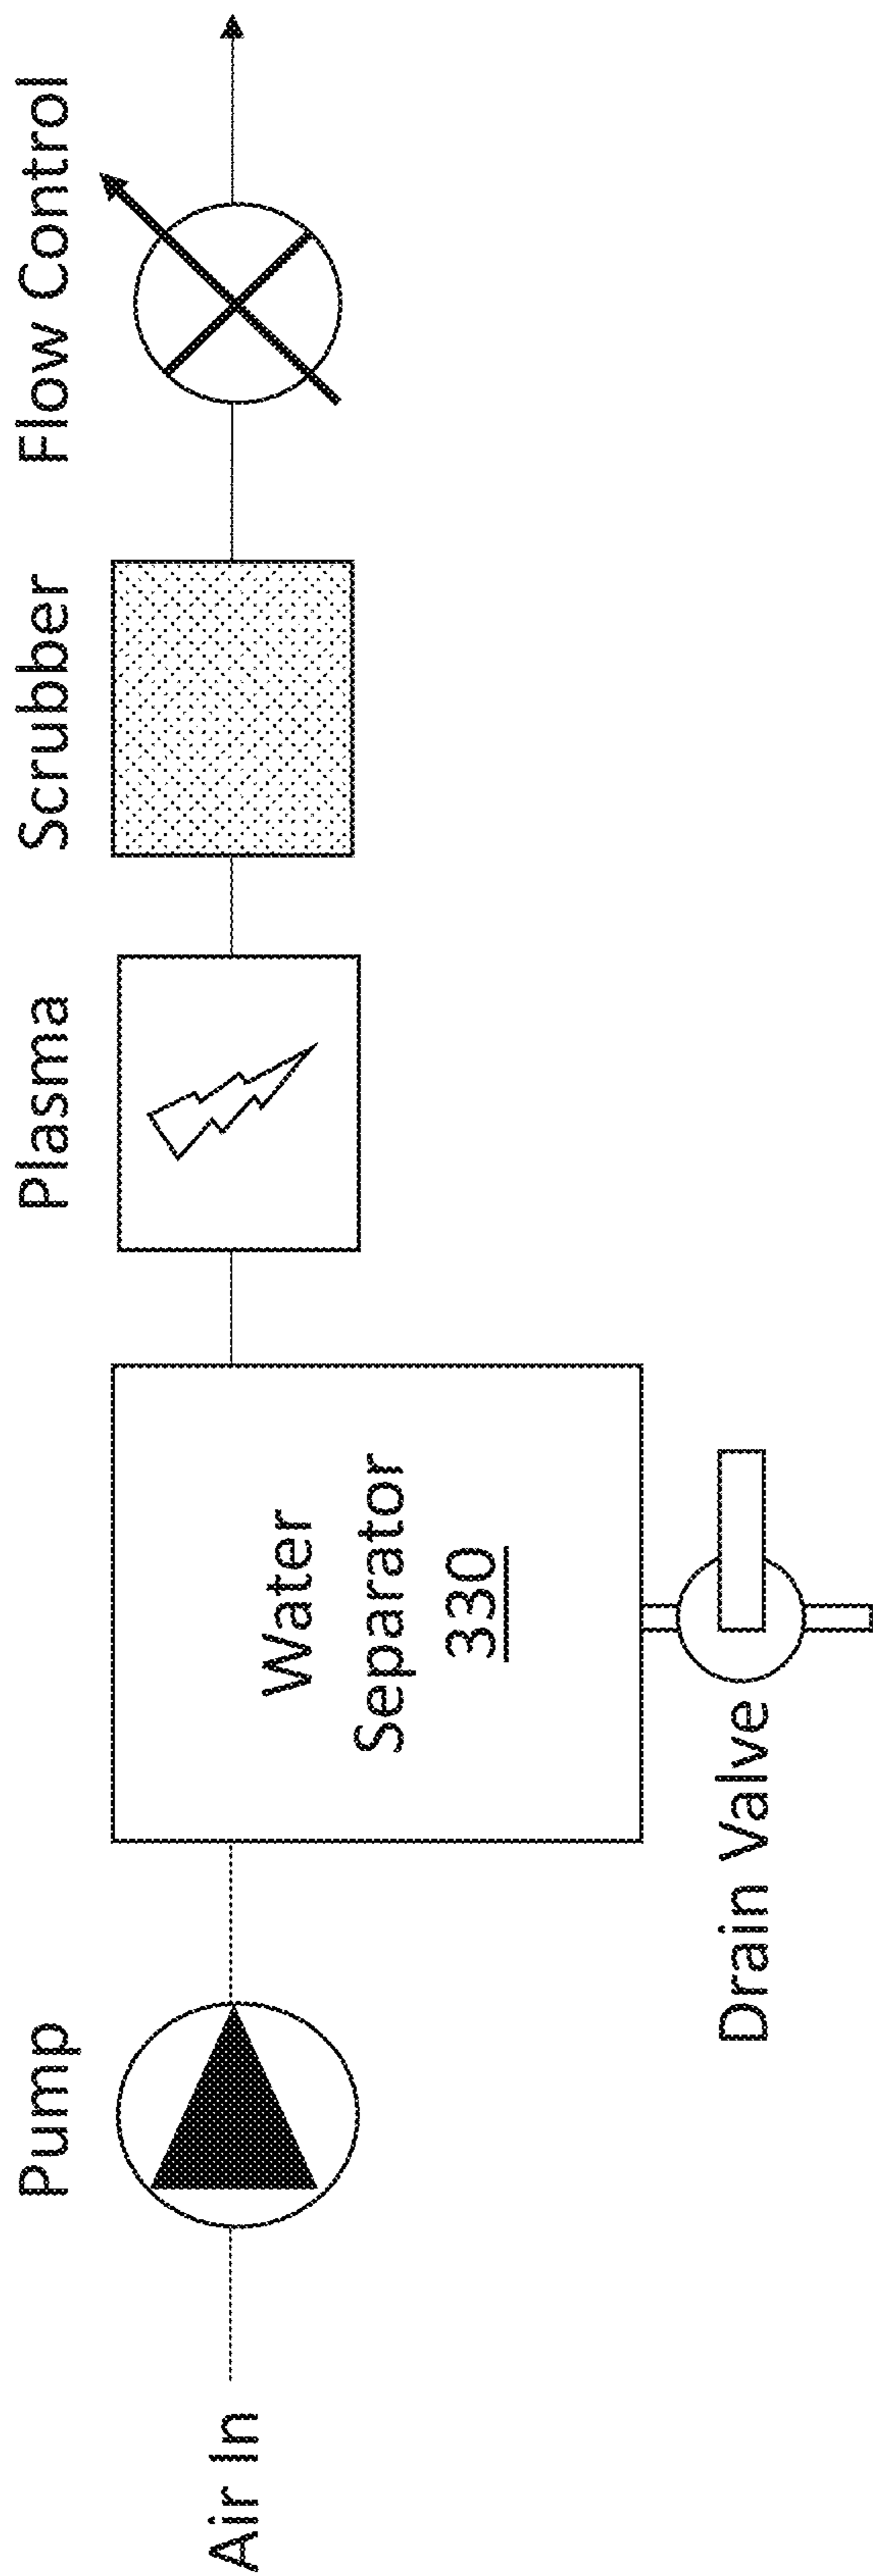 Air In
Pump
Water
Separator
330
Drain Valve
Plasma
Scrubber
Flow Control